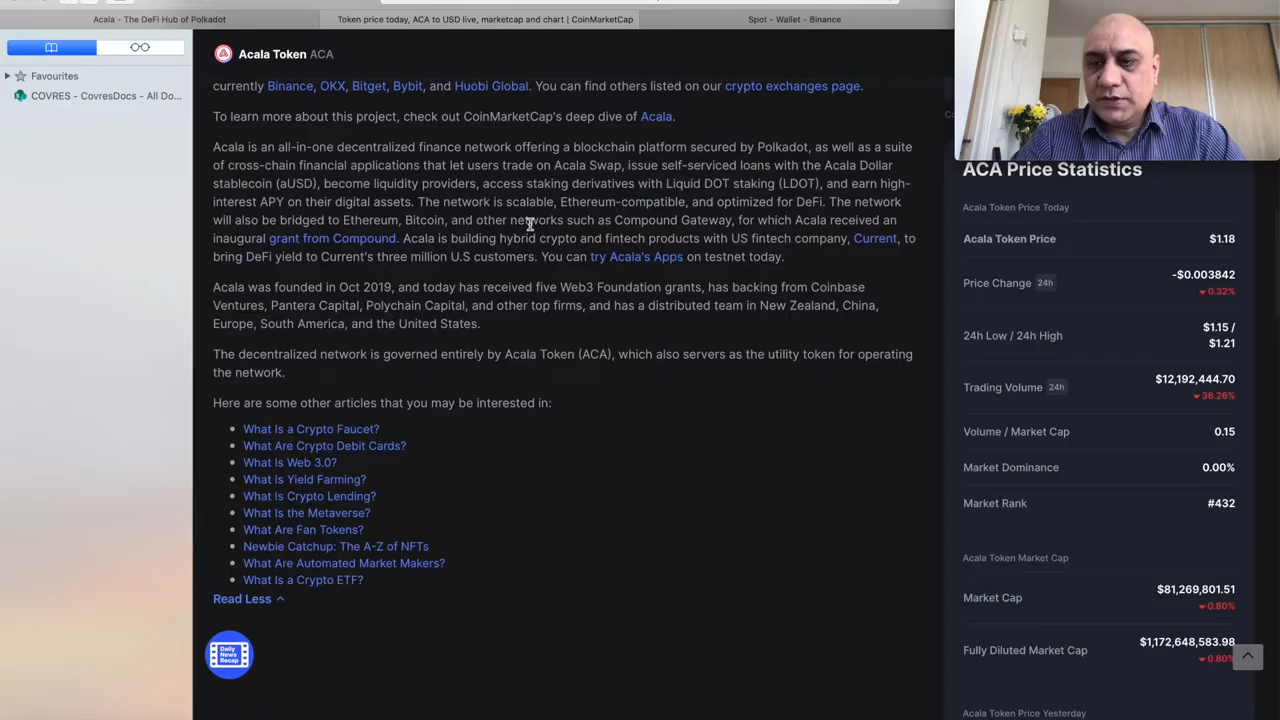 Acala - The DeFi Hub of Polkadot
Token price today, ACA to USD live, marketcap and chart | CoinMarketCap
Spot – Wallet - Binance
Favourites
COVRES - CovresDocs - All Do...
Acala Token ACA
currently Binance, OKX, Bitget, Bybit, and Huobi Global. You can find others listed on our crypto exchanges page.
To learn more about this project, check out CoinMarketCap's deep dive of Acala.
Acala is an all-in-one decentralized finance network offering a blockchain platform secured by Polkadot, as well as a suite
of cross-chain financial applications that let users trade on Acala Swap, issue self-serviced loans with the Acala Dollar
stablecoin (aUSD), become liquidity providers, access staking derivatives with Liquid DOT staking (LDOT), and earn high-
interest APY on their digital assets. The network is scalable, Ethereum-compatible, and optimized for DeFi. The network
will also be bridged to Ethereum, Bitcoin, and other networks such as Compound Gateway, for which Acala received an
inaugural grant from Compound. Acala is building hybrid crypto and fintech products with US fintech company, Current, to
bring DeFi yield to Current's three million U.S customers. You can try Acala's Apps on testnet today.
Acala was founded in Oct 2019, and today has received five Web3 Foundation grants, has backing from Coinbase
Ventures, Pantera Capital, Polychain Capital, and other top firms, and has a distributed team in New Zealand, China,
Europe, South America, and the United States.
The decentralized network is governed entirely by Acala Token (ACA), which also servers as the utility token for operating
the network.
Here are some other articles that you may be interested in:
What Is a Crypto Faucet?
What Are Crypto Debit Cards?
What Is Web 3.0?
What Is Yield Farming?
What Is Crypto Lending?
What Is the Metaverse?
What Are Fan Tokens?
Newbie Catchup: The A-Z of NFTs
What Are Automated Market Makers?
What Is a Crypto ETF?
Read Less
Daily
News
Recap
ACA Price Statistics
Acala Token Price Today
Acala Token Price $1.18
Price Change 24h -$0.003842
0.32%
24h Low / 24h High $1.15 /
$1.21
Trading Volume 24h $12,192,444.70
36.26%
Volume / Market Cap 0.15
Market Dominance 0.00%
Market Rank #432
Acala Token Market Cap
Market Cap $81,269,801.51
0.80%
Fully Diluted Market Cap $1,172,648,583.98
0.80%
Acala Token Price Yesterday